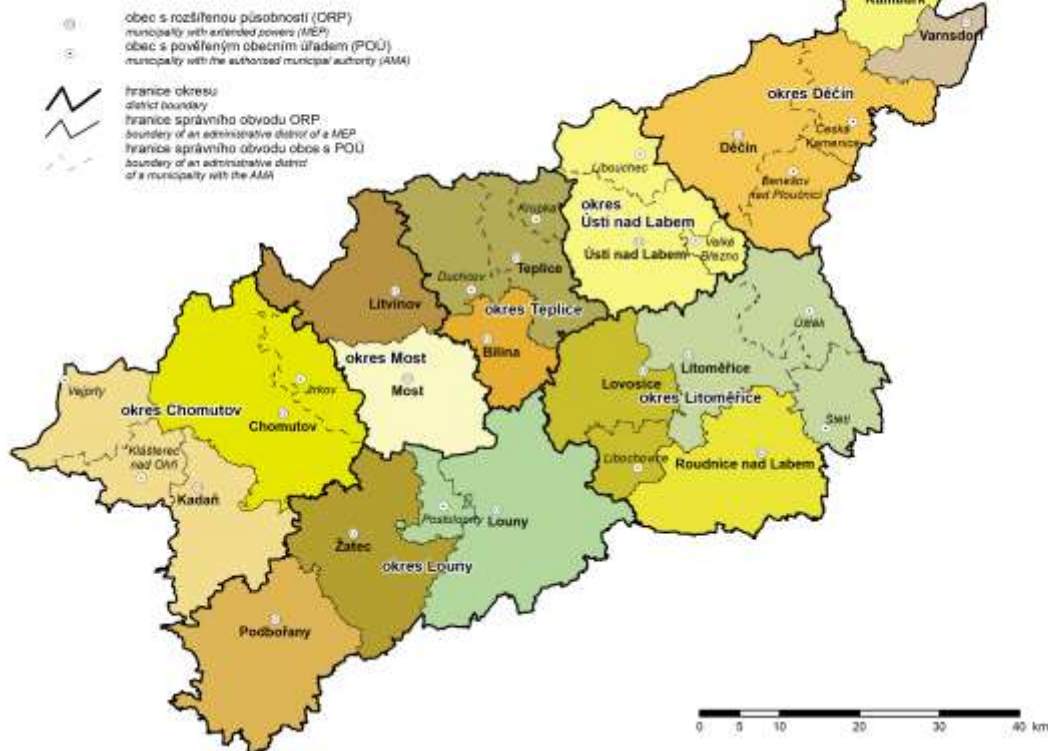 obec s rozšířenou působností (ORP)
municipality with extended powers (MEP)
obec s pověřeným obecním úřadem (POÚ)
municipality with the authorised municipal authority (AMA)
hranice okresu
district boundary
hranice správního obvodu ORP
boundary of an administrative district of a MEP
hranice správního obvodu obce s POÚ
boundary of an administrative district
of a municipality with the AMA
Rumburk
Varnsdorf
okres Děčín
Děčín
Česká
Kamenice
Benešov
nad Ploučnicí
Libouchec
okres
Ústí nad Labem
Ústí nad Labem
Velké
Březno
Krupka
Teplice
Duchcov
okres Teplice
Bílina
Litvínov
okres Most
Most
Litoměřice
Úštěk
Lovosice
okres Litoměřice
Štětí
Libochovice
Roudnice nad Labem
Vejprty
okres Chomutov
Jirkov
Chomutov
Klášterec
nad Ohří
Kadaň
Postoloprty
Louny
Žatec
okres Louny
Podbořany
0 5 10 20 30 40 km